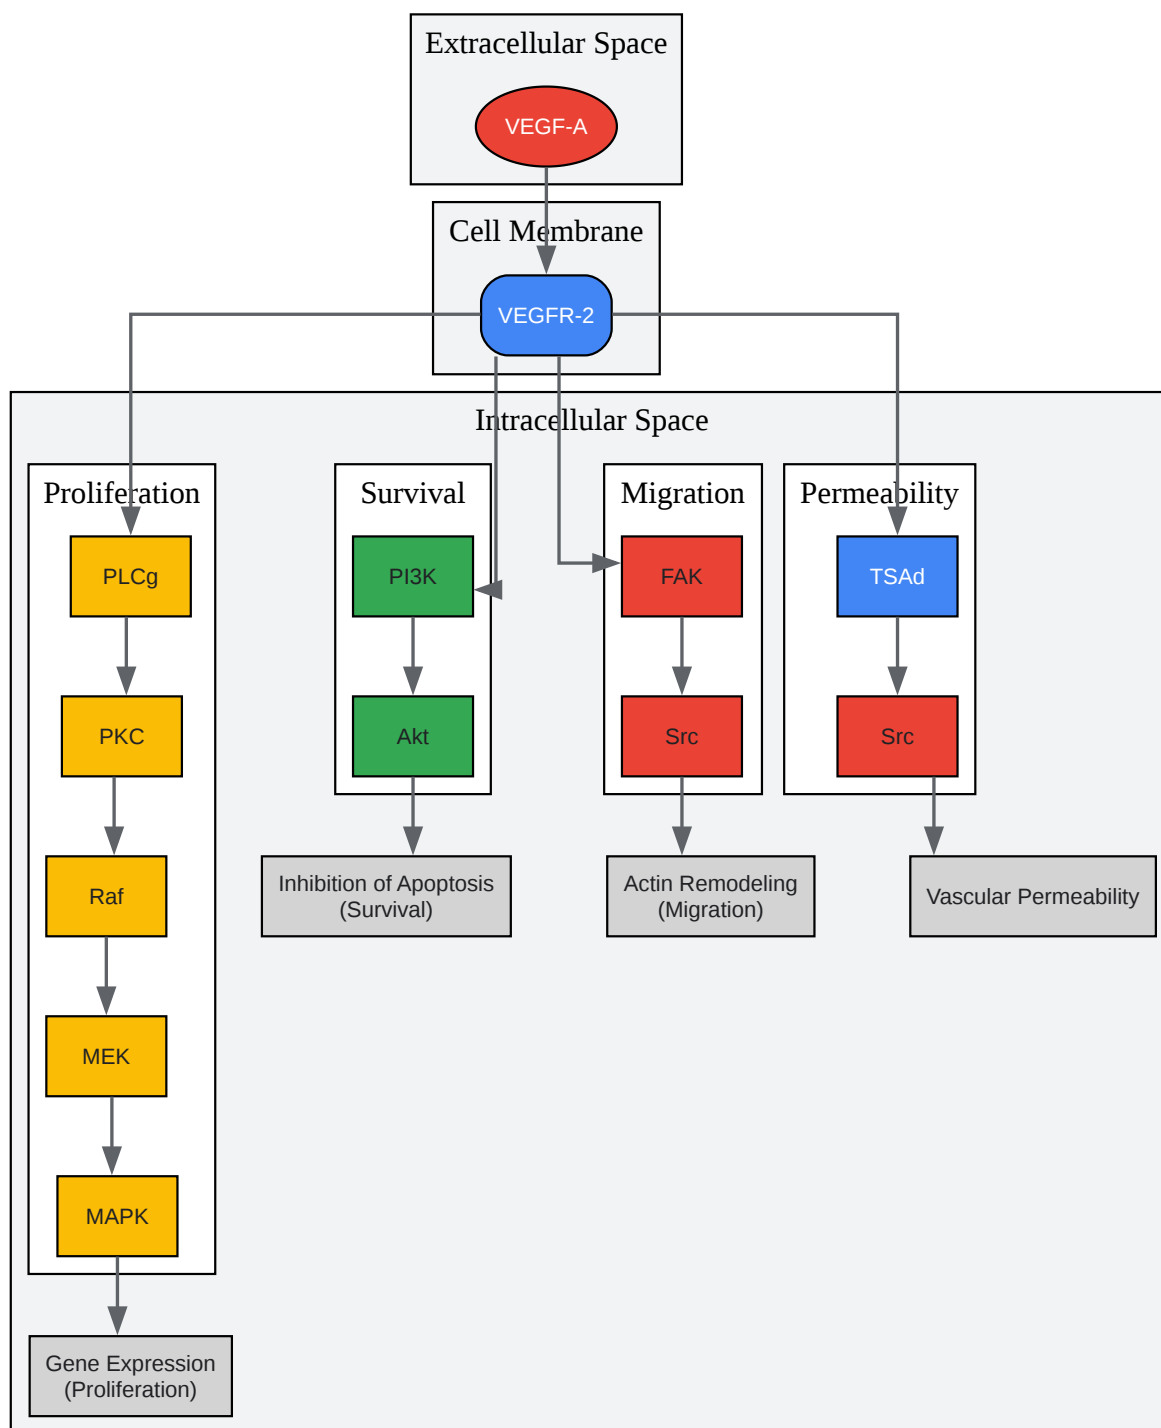 Extracellular Space
VEGF-A
Cell Membrane
VEGFR-2
Intracellular Space
Proliferation
PLCg
PKC
Raf
MEK
MAPK
Gene Expression
(Proliferation)
Survival
PI3K
Akt
Inhibition of Apoptosis
(Survival)
Migration
FAK
Src
Actin Remodeling
(Migration)
Permeability
TSAd
Src
Vascular Permeability